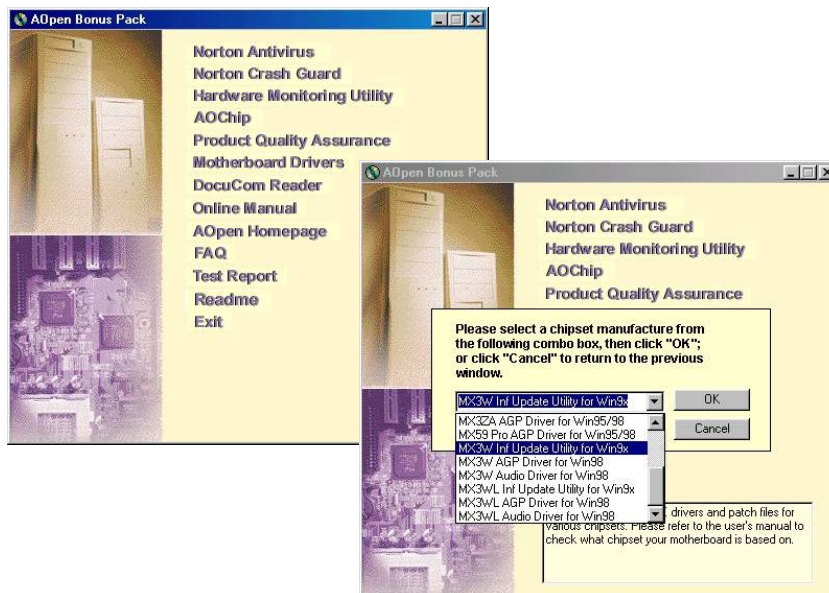 AOpen Bonus Pack
Norton Antivirus
Norton Crash Guard
Hardware Monitoring Utility
AOChip
Product Quality Assurance
Motherboard Drivers
DocuCom Reader
Online Manual
AOpen Homepage
FAQ
Test Report
Readme
Exit
AOpen Bonus Pack
Norton Antivirus
Norton Crash Guard
Hardware Monitoring Utility
AOChip
Product Quality Assurance
Please select a chipset manufacture from
the following combo box, then click "OK";
or click "Cancel" to return to the previous
window.
MX3W Inf Update Utility for Win9x
OK
Cancel
MX3ZA AGP Driver for Win95/98
MX59 Pro AGP Driver for Win95/98
MX3W Inf Update Utility for Win9x
MX3W AGP Driver for Win98
MX3W Audio Driver for Win98
MX3WL Inf Update Utility for Win9x
MX3WL AGP Driver for Win98
MX3WL Audio Driver for Win98
drivers and patch files for
various chipsets. Please refer to the user's manual to
check what chipset your motherboard is based on.